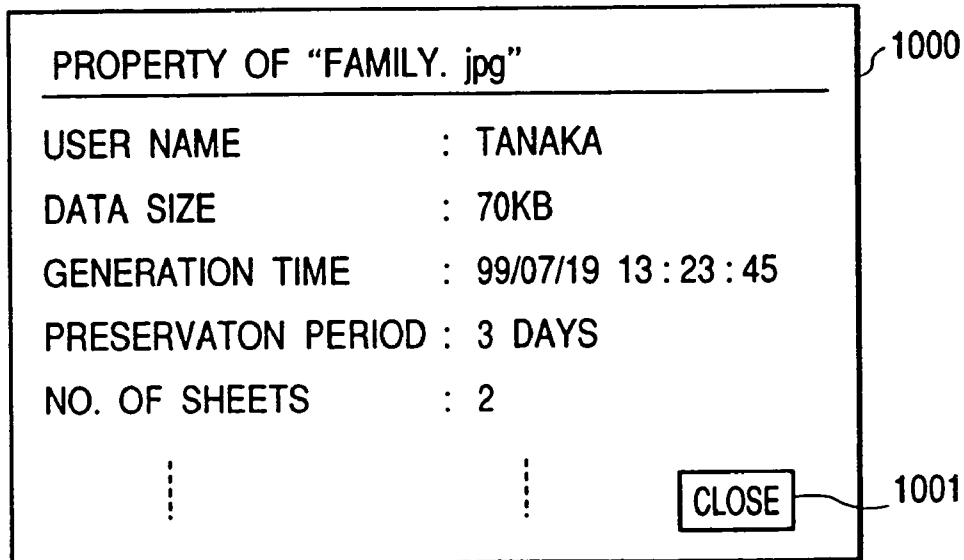 PROPERTY OF “FAMILY. jpg”
1000
USER NAME : TANAKA
DATA SIZE : 70KB
GENERATION TIME : 99/07/19 13 : 23 : 45
PRESERVATON PERIOD : 3 DAYS
NO. OF SHEETS : 2
CLOSE
1001